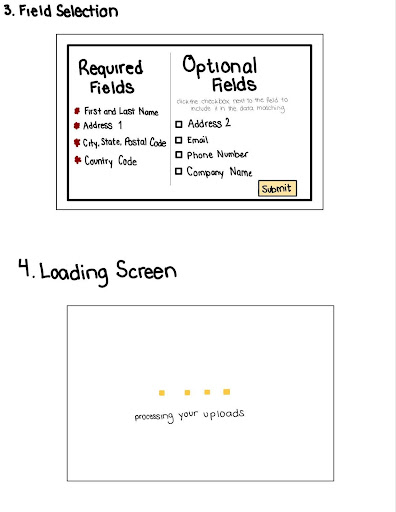 3. Field Selection
Required
Fields
* First and Last Name
* Address 1
* City, State, Postal Code
* Country Code
Optional
Fields
click the checkbox next to the field to
include it in the data matching
Address 2
Email
Phone Number
Company Name
Submit
4. Loading Screen
processing your uploads